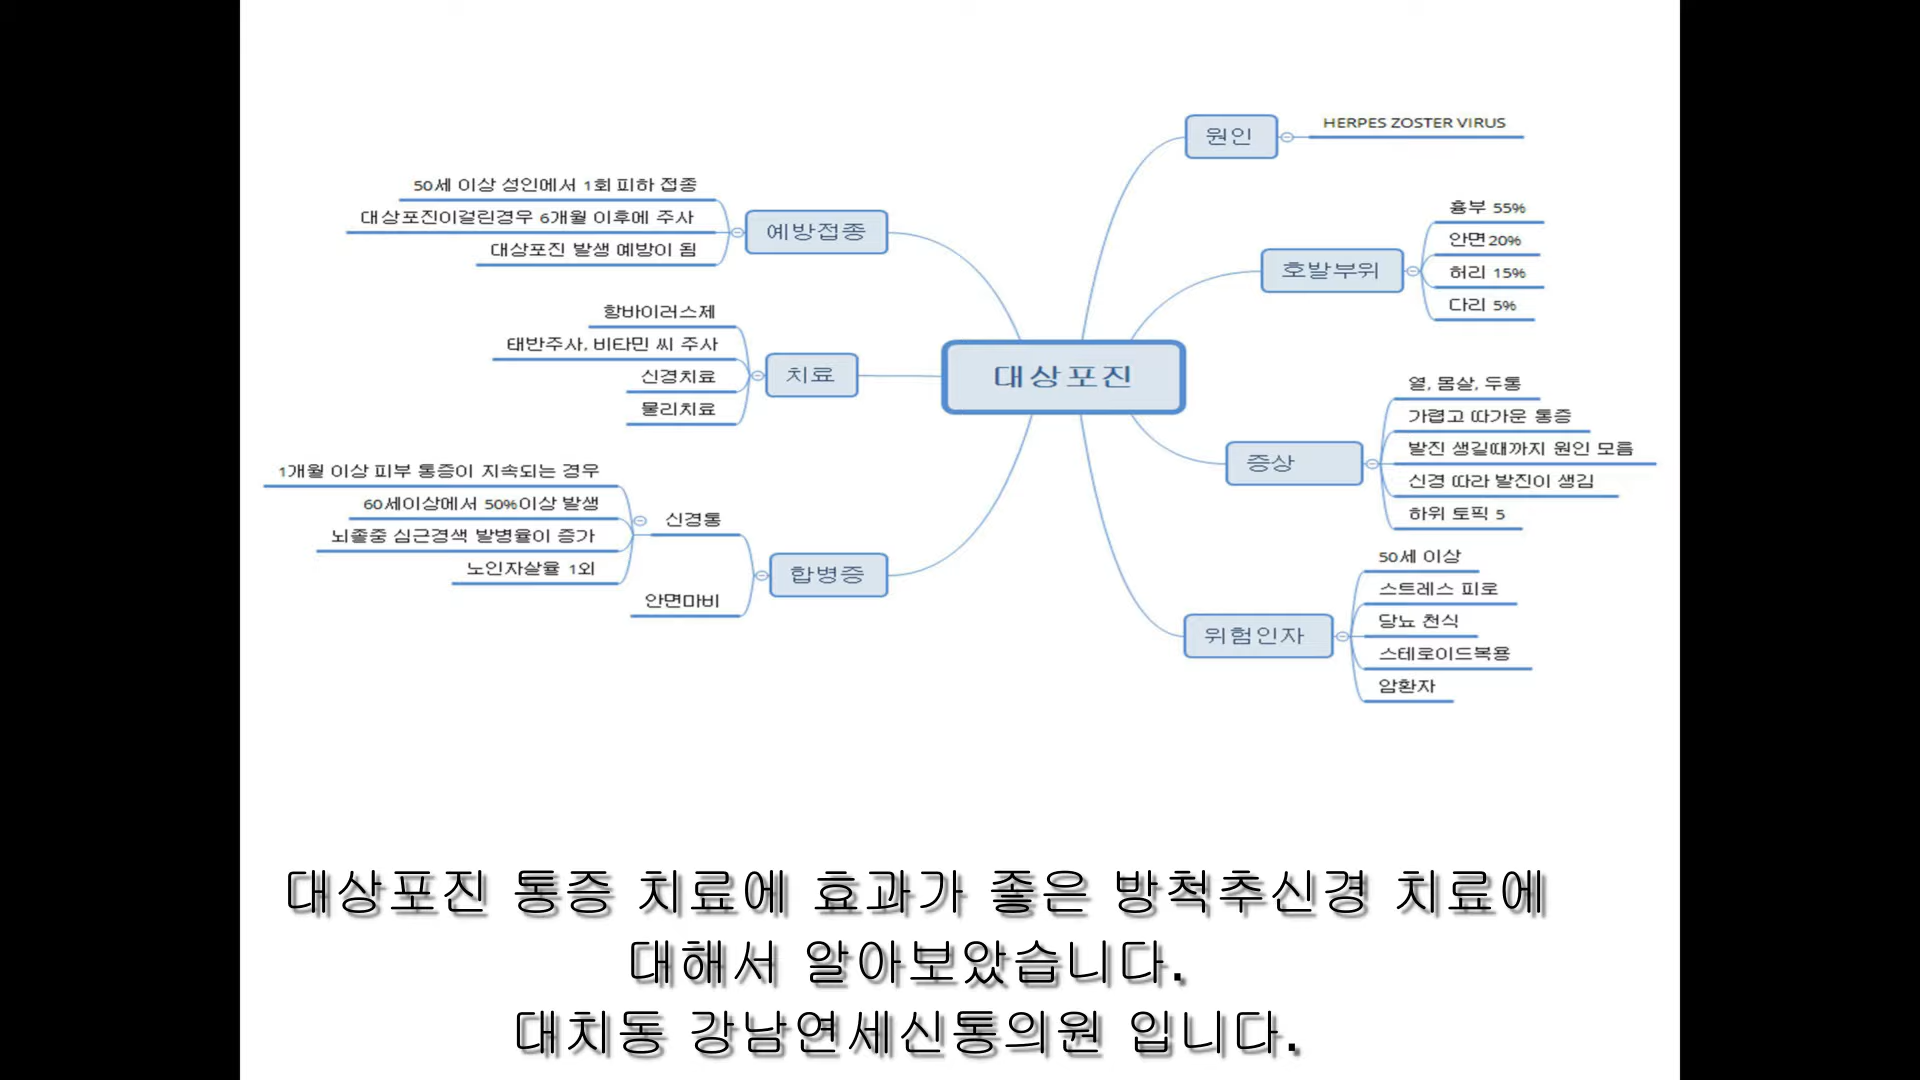 원인
HERPES ZOSTER VIRUS
호발부위
흉부 55%
안면20%
허리 15%
다리 5%
증상
열, 몸살, 두통
가렵고 따가운 통증
발진 생길때까지 원인 모름
신경 따라 발진이 생김
하위 토픽 5
위험인자
50세 이상
스트레스 피로
당뇨 천식
스테로이드복용
암환자
대상포진
예방접종
50세 이상 성인에서 1회 피하 접종
대상포진이걸린경우 6개월 이후에 주사
대상포진 발생 예방이 됨
치료
항바이러스제
태반주사, 비타민 씨 주사
신경치료
물리치료
합병증
신경통
1개월 이상 피부 통증이 지속되는 경우
60세이상에서 50%이상 발생
뇌졸중 심근경색 발병율이 증가
노인자살율 1외
안면마비
대상포진 통증 치료에 효과가 좋은 방척추신경 치료에
대해서 알아보았습니다.
대치동 강남연세신통의원 입니다.